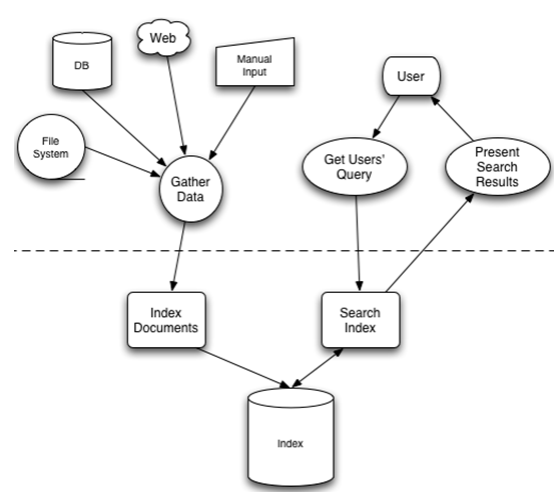 Web
DB
Manual
Input
User
File
System
Gather
Data
Get Users'
Query
Present
Search
Results
Index
Documents
Search
Index
Index